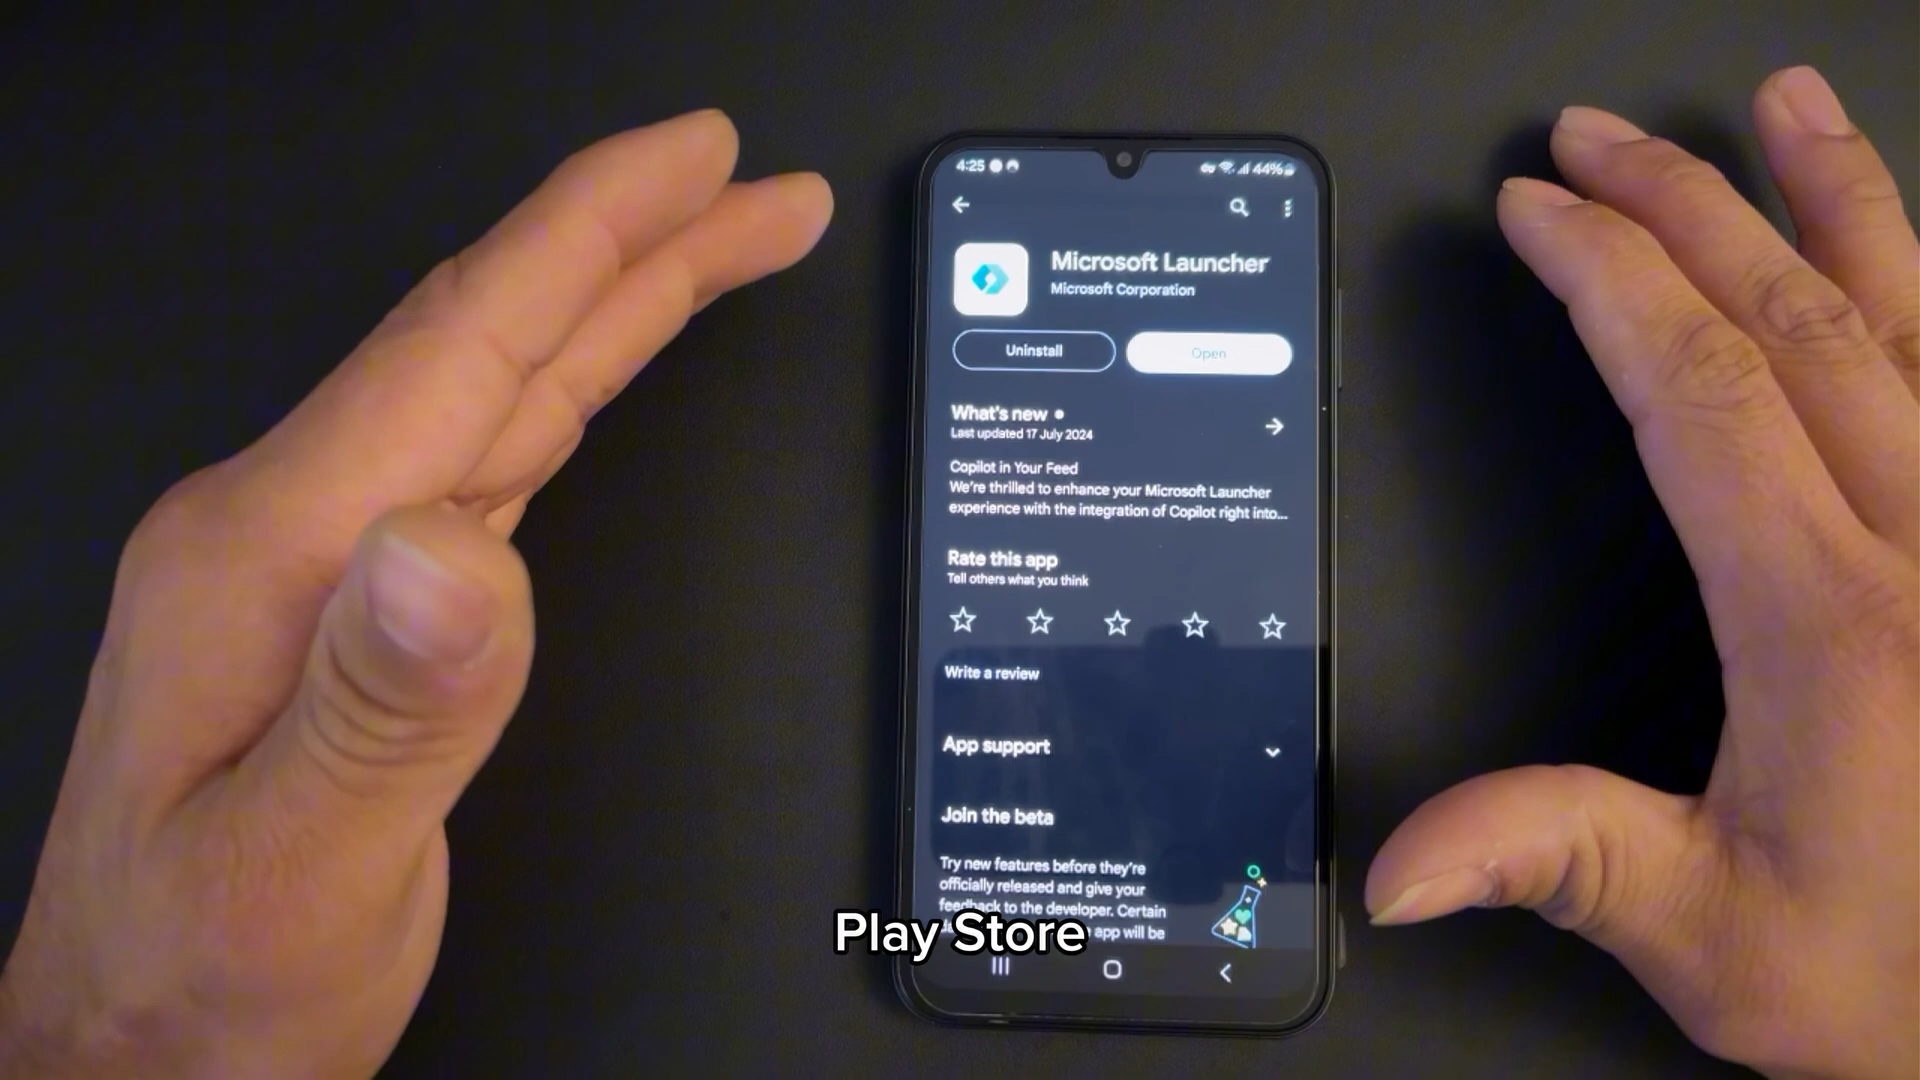 4:25
44%
Microsoft Launcher
Microsoft Corporation
Uninstall
Open
What's new
Last updated 17 July 2024
Copilot in Your Feed
We're thrilled to enhance your Microsoft Launcher
experience with the integration of Copilot right into...
Rate this app
Tell others what you think
Write a review
App support
Join the beta
Try new features before they're
officially released and give your
feedback to the developer. Certain
app will be
Play Store